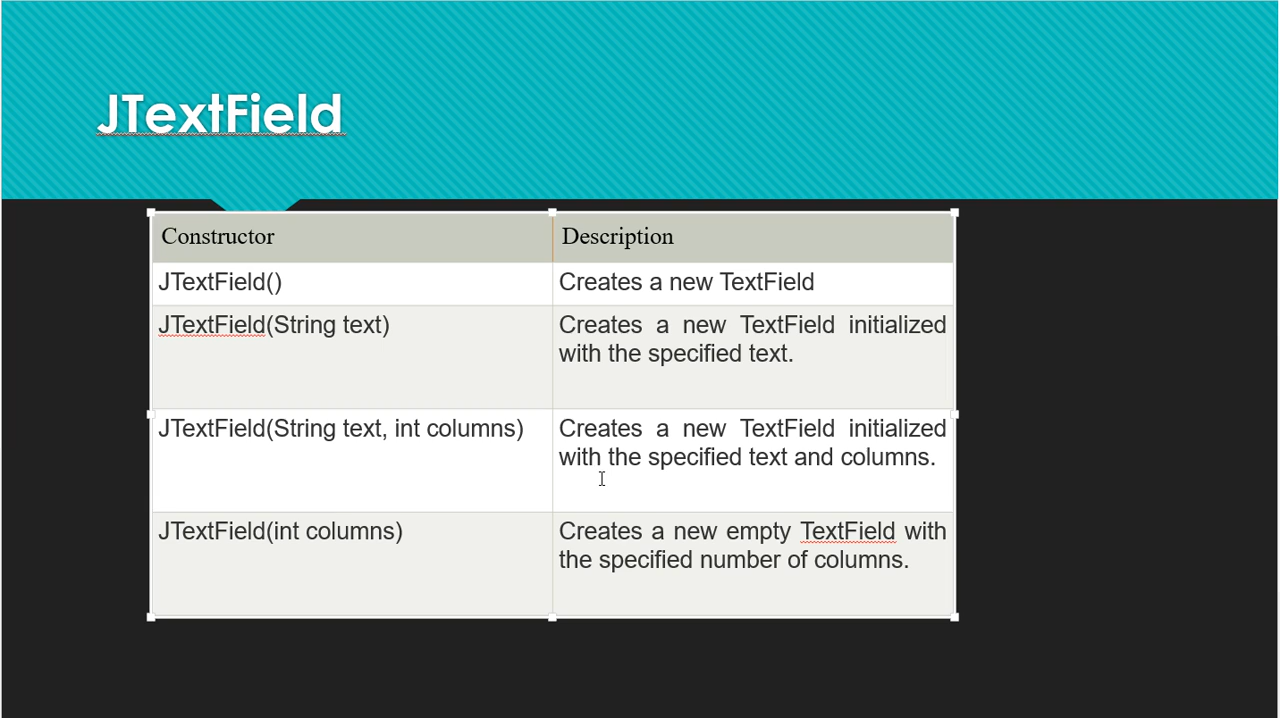 JTextField
Constructor
Description
JTextField()
Creates a new TextField
JTextField(String text)
Creates a new TextField initialized
with the specified text.
JTextField(String text, int columns)
Creates a new TextField initialized
with the specified text and columns.
JTextField(int columns)
Creates a new empty TextField with
the specified number of columns.